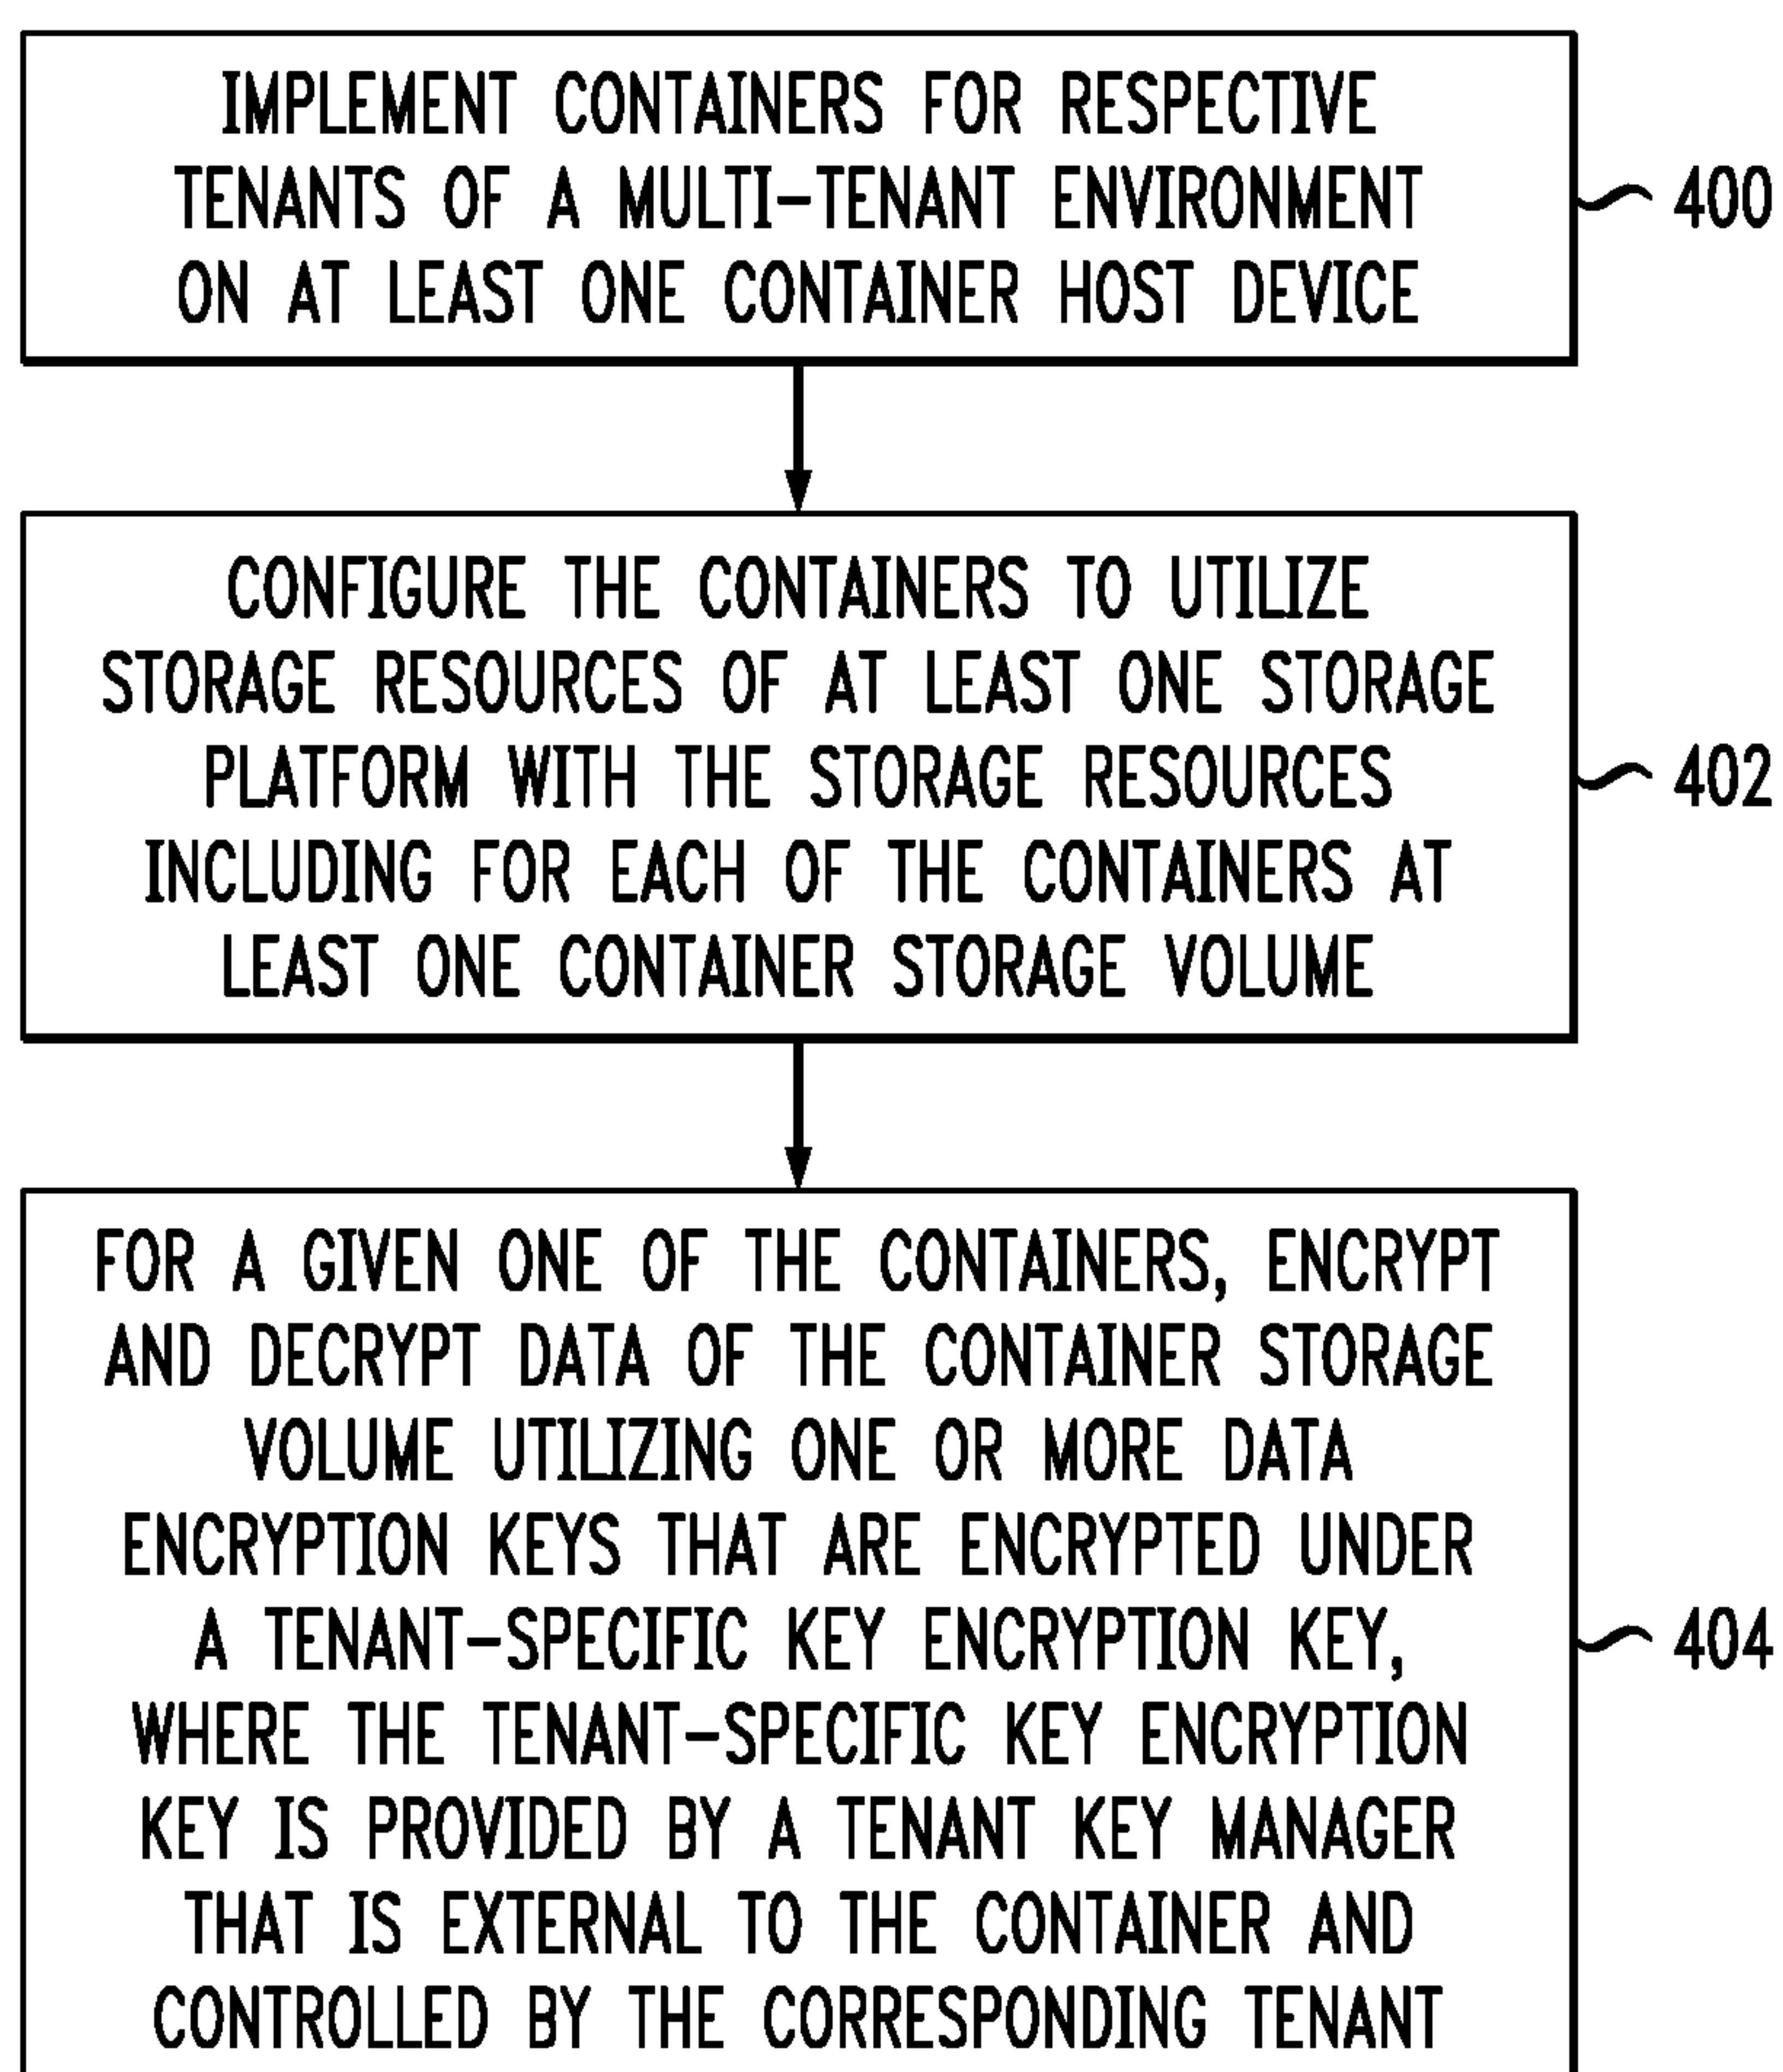 IMPLEMENT CONTAINERS FOR RESPECTIVE
TENANTS OF A MULTI-TENANT ENVIRONMENT
ON AT LEAST ONE CONTAINER HOST DEVICE
400
CONFIGURE THE CONTAINERS TO UTILIZE
STORAGE RESOURCES OF AT LEAST ONE STORAGE
PLATFORM WITH THE STORAGE RESOURCES
INCLUDING FOR EACH OF THE CONTAINERS AT
LEAST ONE CONTAINER STORAGE VOLUME
402
FOR A GIVEN ONE OF THE CONTAINERS, ENCRYPT
AND DECRYPT DATA OF THE CONTAINER STORAGE
VOLUME UTILIZING ONE OR MORE DATA
ENCRYPTION KEYS THAT ARE ENCRYPTED UNDER
A TENANT-SPECIFIC KEY ENCRYPTION KEY,
WHERE THE TENANT-SPECIFIC KEY ENCRYPTION
KEY IS PROVIDED BY A TENANT KEY MANAGER
THAT IS EXTERNAL TO THE CONTAINER AND
CONTROLLED BY THE CORRESPONDING TENANT
404